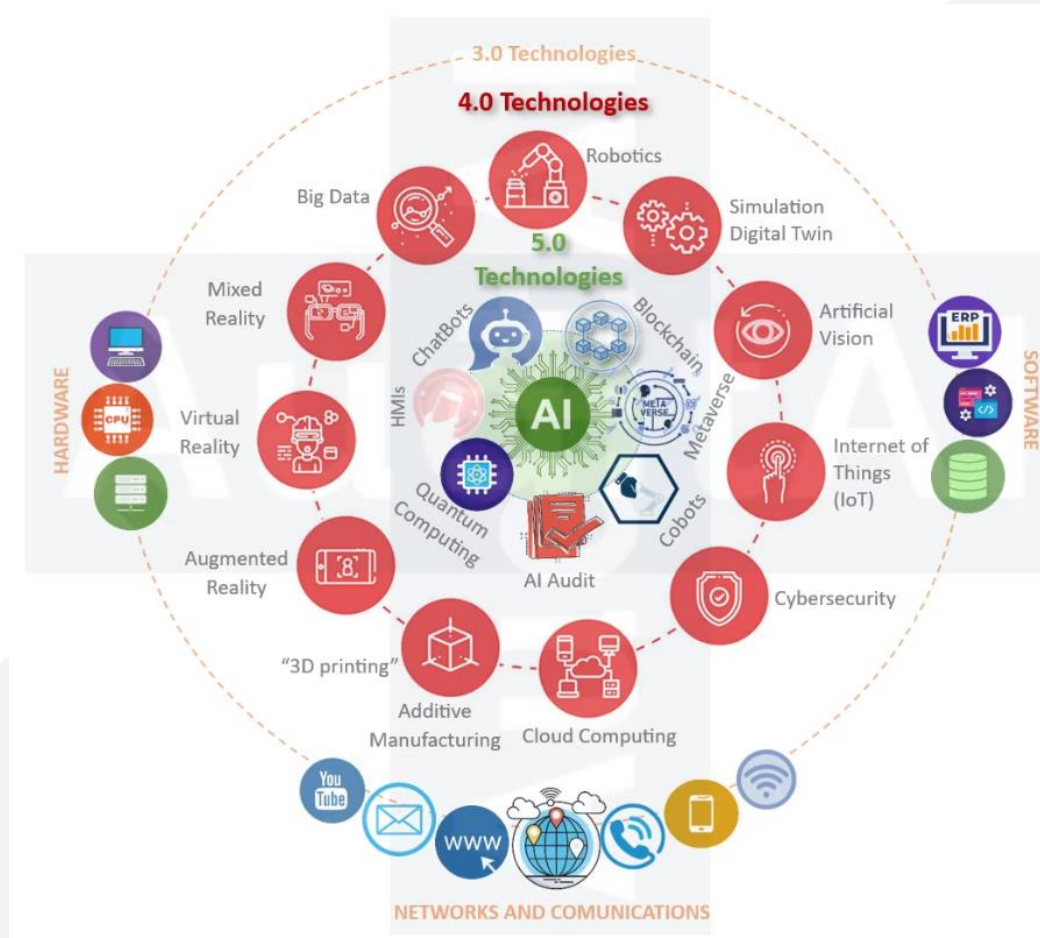 3.0 Technologies
4.0 Technologies
Robotics
Big Data
Simulation
Digital Twin
5.0
Technologies
Mixed
Reality
ChatBots
Blockchain
Artificial
Vision
ERP
HARDWARE
CPU
Virtual
Reality
HMIs
AI
META
VERSE
Metaverse
Internet of
Things
(IoT)
SOFTWARE
Quantum
Computing
Cobots
AI Audit
Augmented
Reality
8
Cybersecurity
"3D printing"
Additive
Manufacturing
Cloud Computing
You
Tube
www
NETWORKS AND COMUNICATIONS